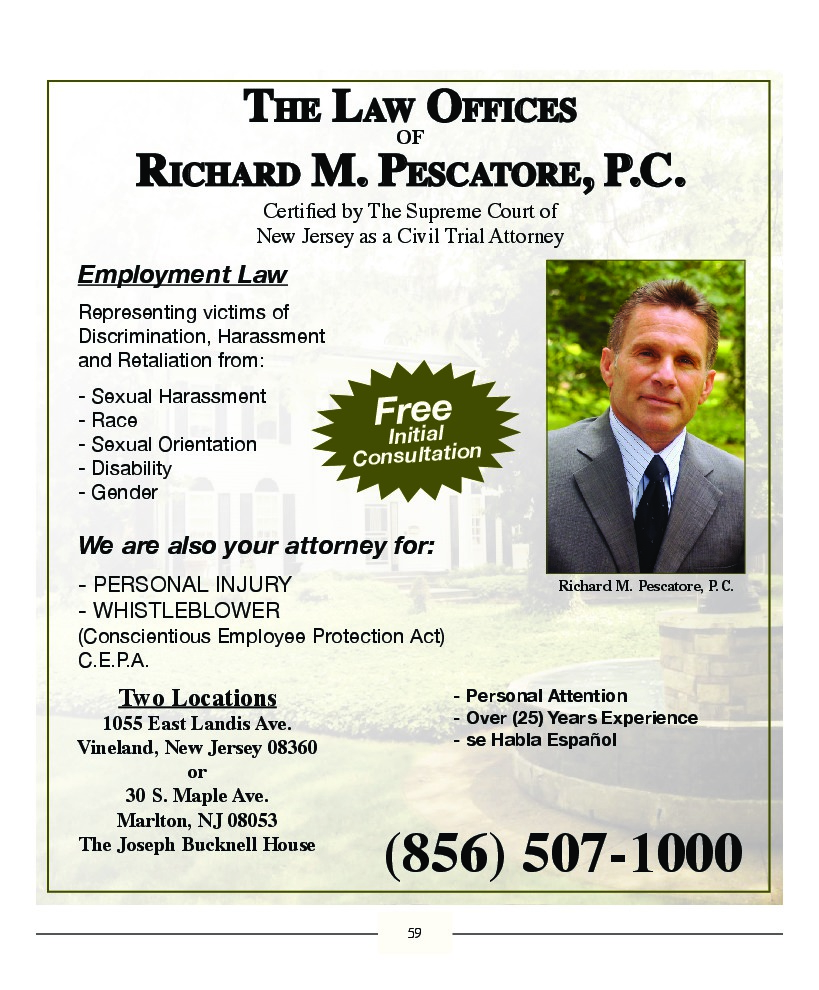 THE LAW OFFICES
OF
RICHARD M. PESCATORE, P.C.
Certified by The Supreme Court of
New Jersey as a Civil Trial Attorney
Employment Law
Representing victims of
Discrimination, Harassment
and Retaliation from:
- Sexual Harassment
- Race
- Sexual Orientation
- Disability
- Gender
Free
Initial
Consultation
Richard M. Pescatore, P.C.
We are also your attorney for:
- PERSONAL INJURY
- WHISTLEBLOWER
(Conscientious Employee Protection Act)
C.E.P.A.
Two Locations
1055 East Landis Ave.
Vineland, New Jersey 08360
or
30 S. Maple Ave.
Marlton, NJ 08053
The Joseph Bucknell House
- Personal Attention
- Over (25) Years Experience
- se Habla Español
(856) 507-1000
59